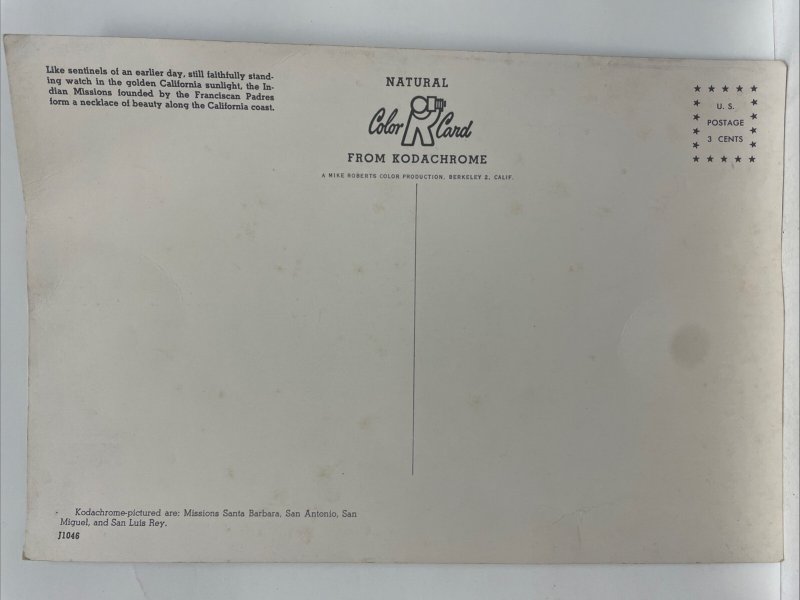 Like sentinels of an earlier day, still faithfully stand-
ing watch in the golden California sunlight, the In-
dian Missions founded by the Franciscan Padres
form a necklace of beauty along the California coast.
NATURAL
Color Card
FROM KODACHROME
A MIKE ROBERTS COLOR PRODUCTION, BERKELEY 2, CALIF.
U. S.
POSTAGE
3 CENTS
Kodachrome-pictured are: Missions Santa Barbara, San Antonio, San
Miguel, and San Luis Rey.
J1046